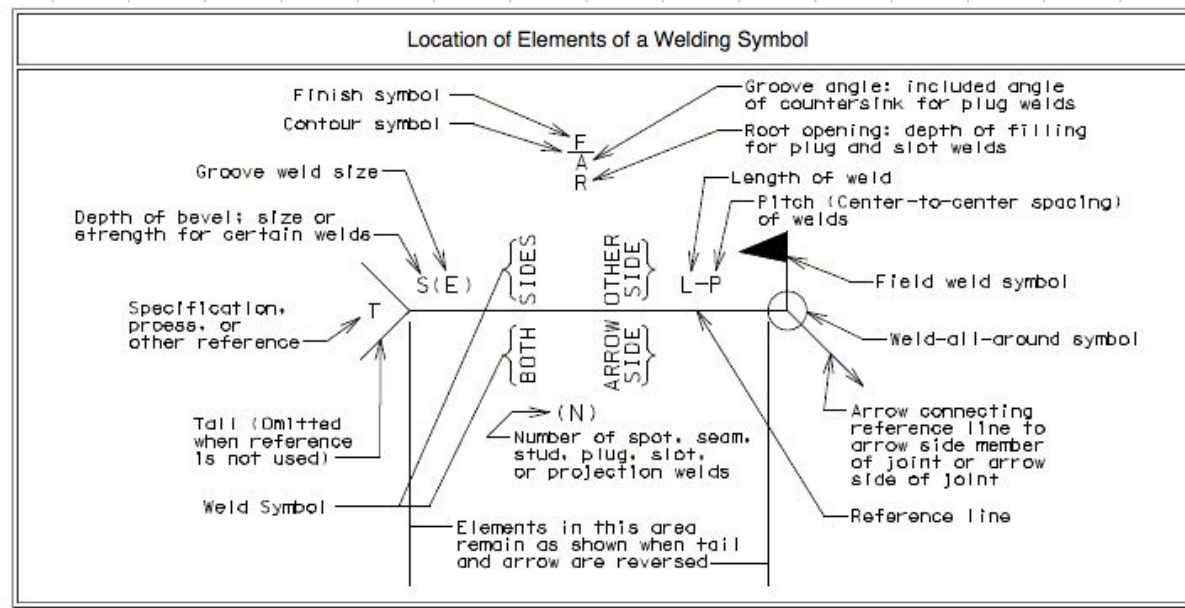 Location of Elements of a Welding Symbol
Finish symbol
Contour symbol
F
A
R
Groove angle: included angle
of countersink for plug welds
Root opening: depth of filling
for plug and slot welds
Groove weld size
Length of weld
Pitch (Center-to-center spacing)
of welds
Depth of bevel; size or
strength for certain welds
S(E)
SIDES
OTHER
SIDE
L-P
Field weld symbol
Specification,
process, or
other reference
T
BOTH
ARROW
SIDE
Weld-all-around symbol
Tail (Omitted
when reference
is not used)
(N)
Number of spot, seam,
stud, plug, slot,
or projection welds
Arrow connecting
reference line to
arrow side member
of joint or arrow
side of joint
Weld Symbol
Reference line
Elements in this area
remain as shown when tail
and arrow are reversed